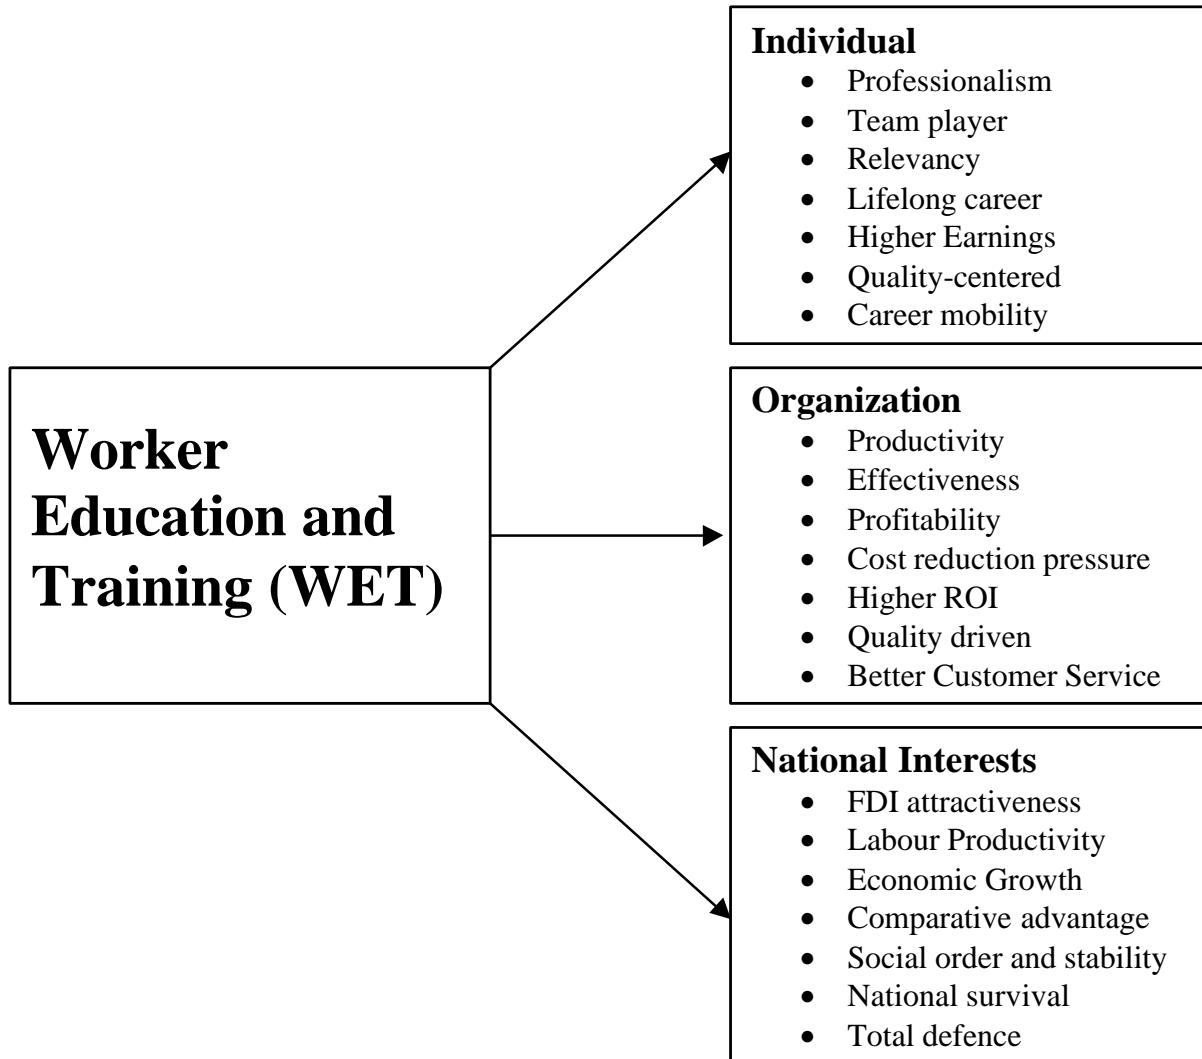 Individual
• Professionalism
• Team player
• Relevancy
• Lifelong career
• Higher Earnings
• Quality-centered
• Career mobility
Worker
Education and
Training (WET)
Organization
• Productivity
• Effectiveness
• Profitability
• Cost reduction pressure
• Higher ROI
• Quality driven
• Better Customer Service
National Interests
• FDI attractiveness
• Labour Productivity
• Economic Growth
• Comparative advantage
• Social order and stability
• National survival
• Total defence